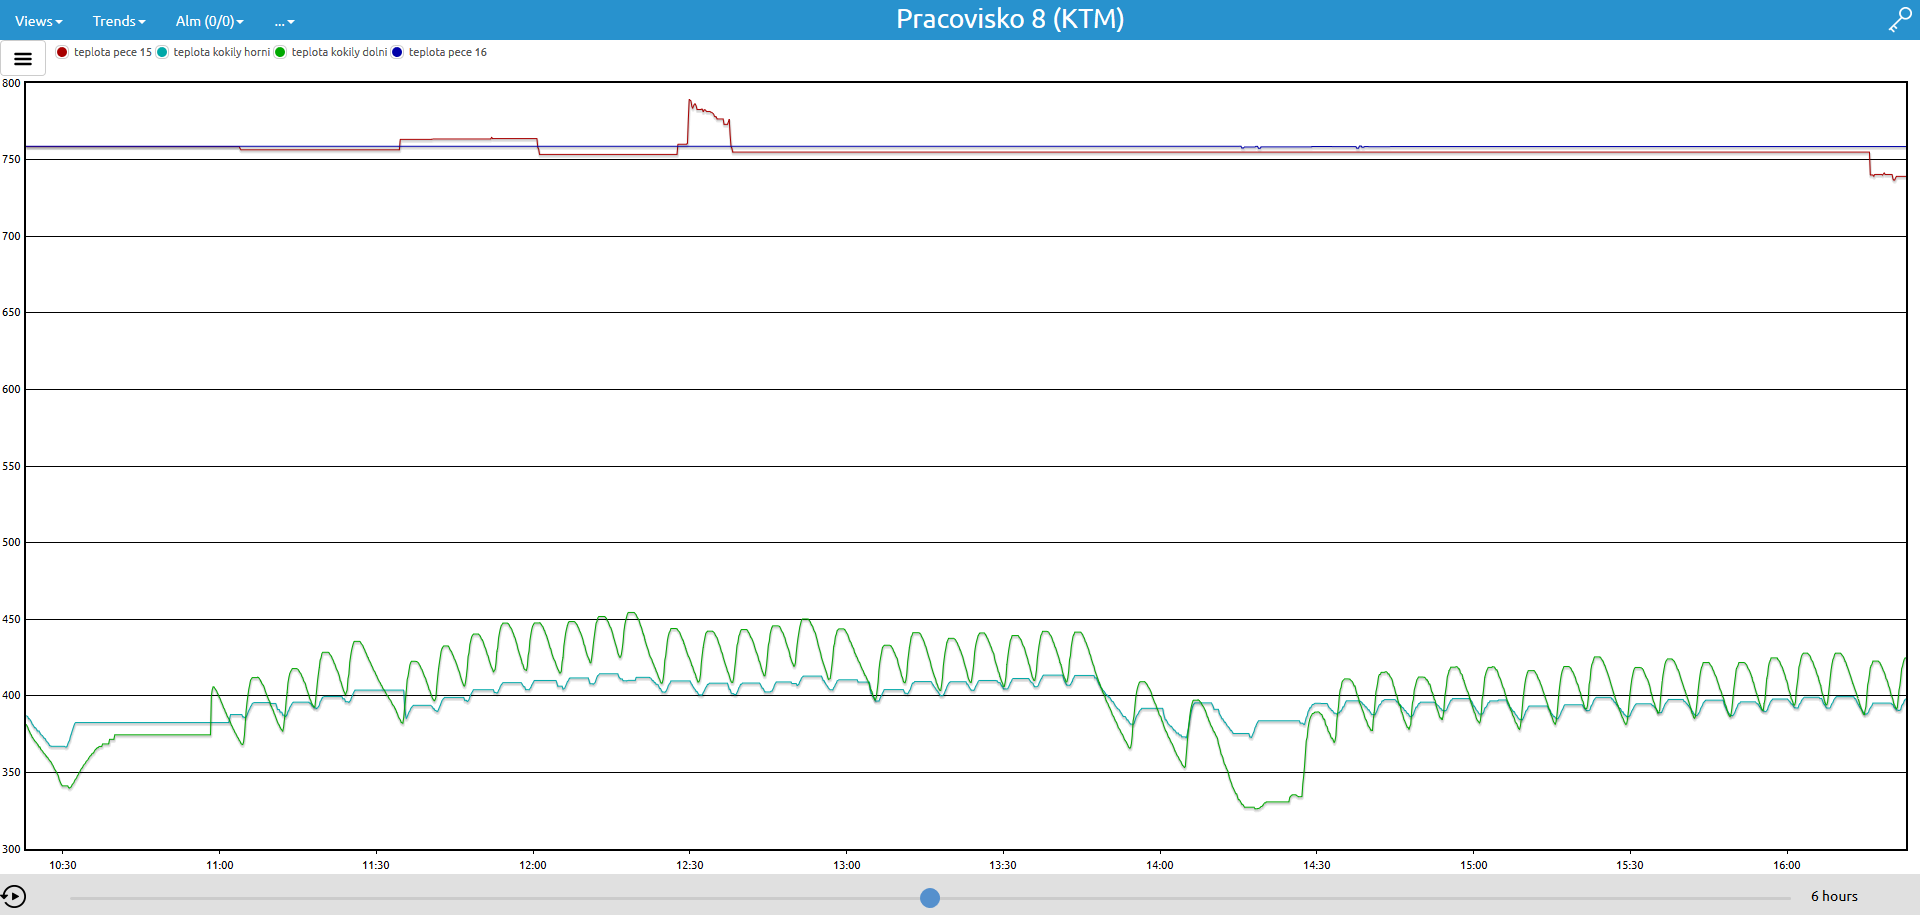 Views Trends Alm (0/0) ... Pracovisko 8 (KTM)
teplota pece 15 teplota kokily horni teplota kokily dolni teplota pece 16
800
750
700
650
600
550
500
450
400
350
300
10:30 11:00 11:30 12:00 12:30 13:00 13:30 14:00 14:30 15:00 15:30 16:00
6 hours